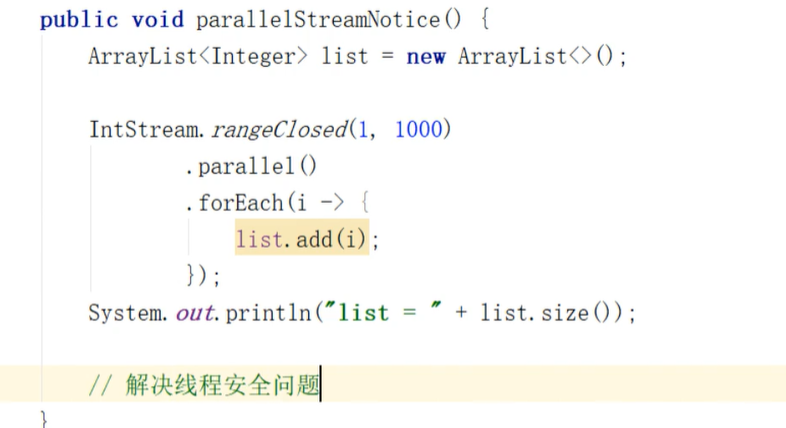 public void parallelStreamNotice() {
ArrayList<Integer> list = new ArrayList<>();
IntStream.rangeClosed(1, 1000)
.parallel()
.forEach(i -> {
list.add(i);
});
System.out.println("list = " + list.size());
// 解决线程安全问题
}